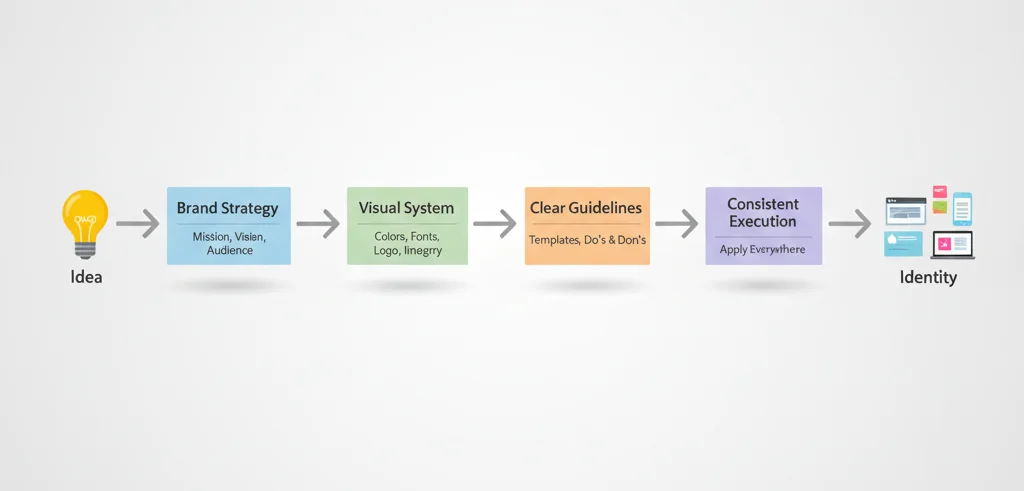 Idea
Brand Strategy
Mission, Vision,
Audience
Visual System
Colors, Fonts,
Logo,
Clear Guidelines
Templates, Do's & Don's
Consistent
Execution
Apply Everywhere
Identity